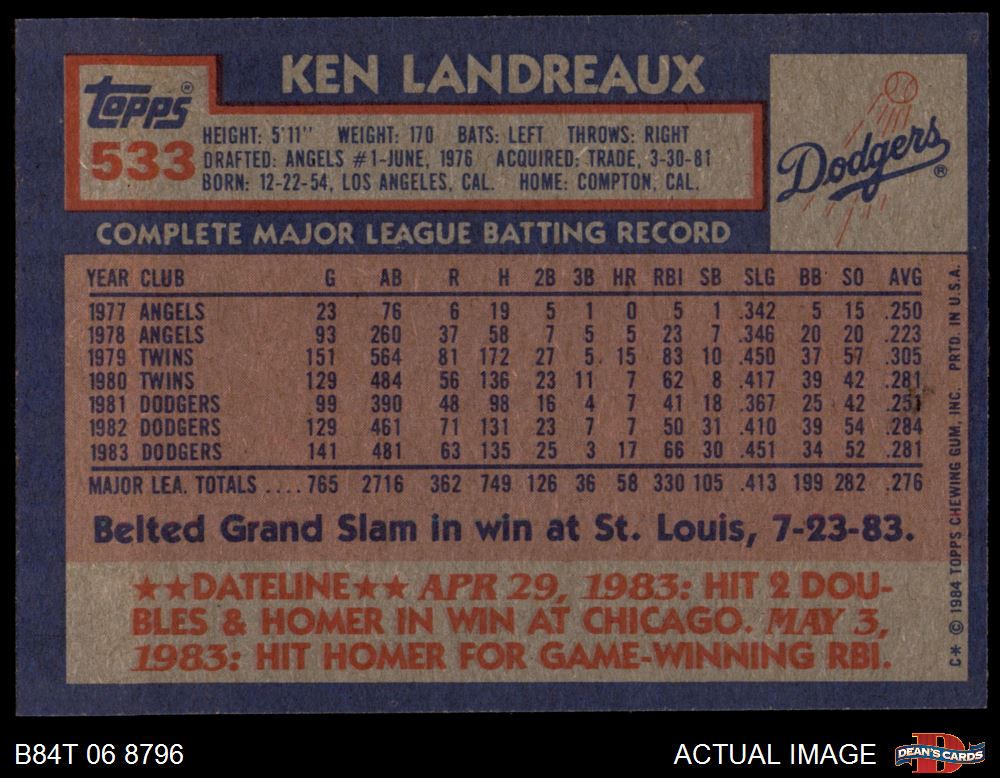 KEN LANDREAUX
Topps®
533
HEIGHT: 5'11" WEIGHT: 170 BATS: LEFT THROWS: RIGHT
DRAFTED: ANGELS #1-JUNE, 1976 ACQUIRED: TRADE, 3-30-81
BORN: 12-22-54, LOS ANGELES, CAL. HOME: COMPTON, CAL.
Dodgers®
COMPLETE MAJOR LEAGUE BATTING RECORD
YEAR CLUB G AB R H 2B 3B HR RBI SB SLG BB SO AVG
1977 ANGELS 23 76 6 19 5 1 0 5 1 .342 5 15 .250
1978 ANGELS 93 260 37 58 7 5 5 23 7 .346 20 20 .223
1979 TWINS 151 564 81 172 27 5. 15 83 10 .450 37 57 .305
1980 TWINS 129 484 56 136 23 11 7 62 8 .417 39 42 .281
1981 DODGERS 99 390 48 98 16 4 7 41 18 .367 25 42 .251
1982 DODGERS 129 461 71 131 23 7 7 50 31 .410 39 54 .284
1983 DODGERS 141 481 63 135 25 3 17 66 30 .451 34 52 .281
MAJOR LEA. TOTALS ....765 2716 362 749 126 36 58 330 105 .413 199 282 .276
Belted Grand Slam in win at St. Louis, 7-23-83.
★★DATELINE★★ APR 29, 1983: HIT 2 DOU-
BLES & HOMER IN WIN AT CHICAGO. MAY 3,
1983: HIT HOMER FOR GAME-WINNING RBI.
C* © 1984 TOPPS CHEWING GUM, INC. PRTD. IN U.S.A.
B84T 06 8796
ACTUAL IMAGE
DEAN'S CARDS